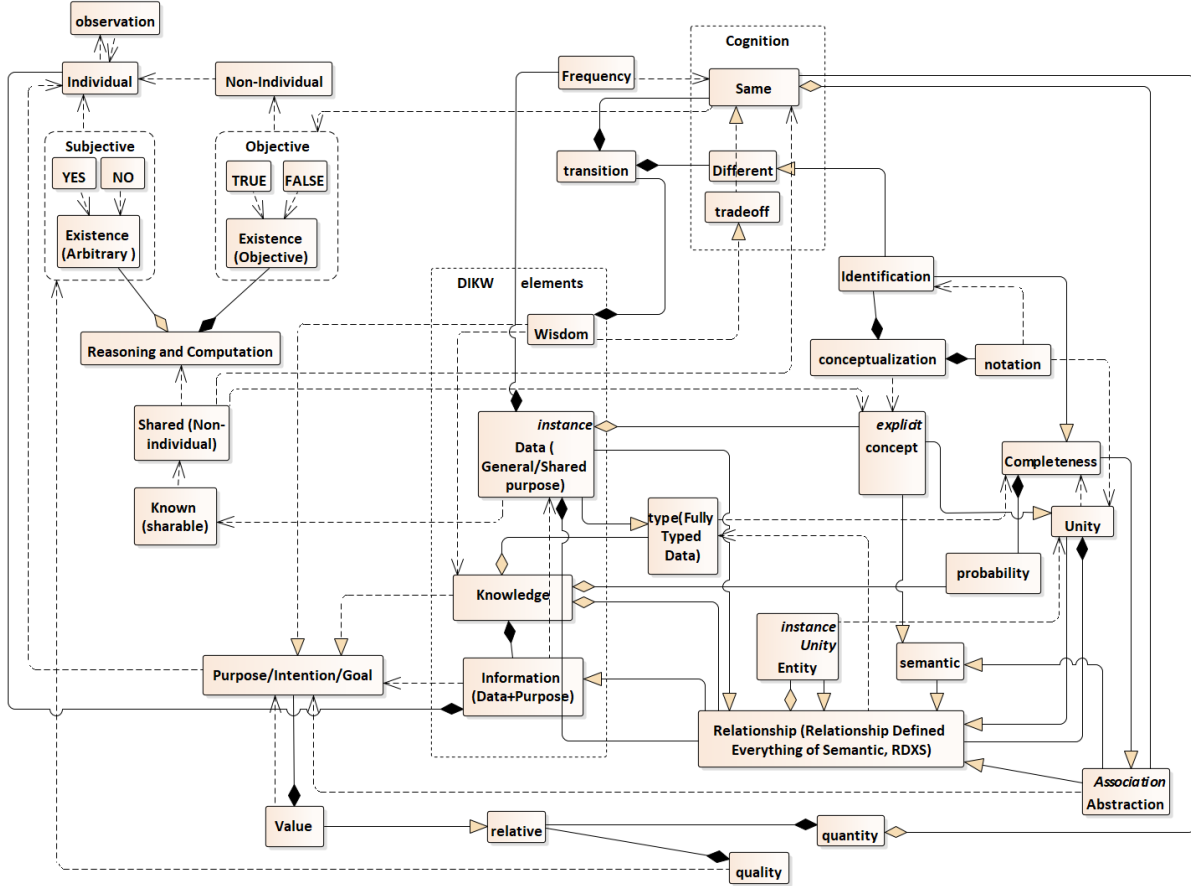 observation
Cognition
Individual
Non-Individual
Frequency
Same
Subjective
Objective
YES
NO
TRUE
FALSE
transition
Different
tradeoff
Existence
(Arbitrary )
Existence
(Objective)
Identification
DIKW elements
Wisdom
Reasoning and Computation
conceptualization
notation
Shared (Non-
individual)
instance
Data (
General/Shared
purpose)
explicit
concept
Completeness
Known
(sharable)
type(Fully
Typed
Data)
Unity
probability
Knowledge
instance
Unity
Entity
semantic
Purpose/Intention/Goal
Information
(Data+Purpose)
Relationship (Relationship Defined
Everything of Semantic, RDXS)
Association
Abstraction
Value
relative
quantity
quality